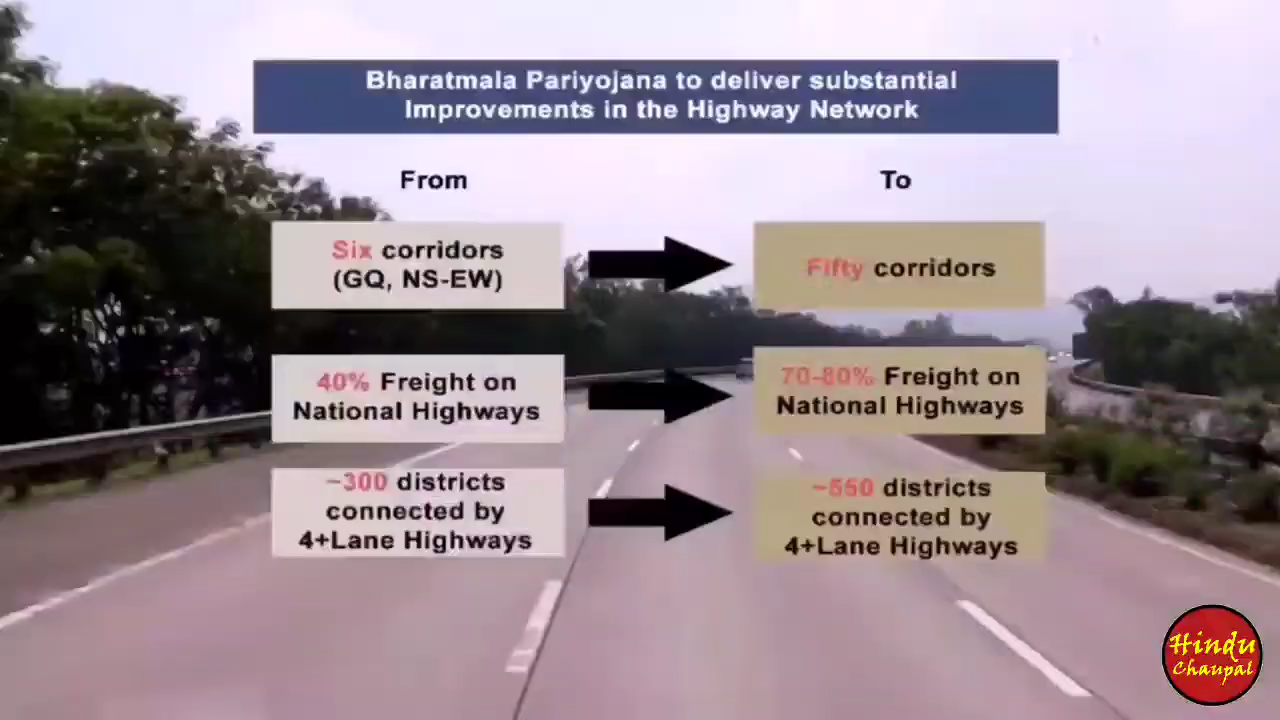 Bharatmala Pariyojana to deliver substantial
Improvements in the Highway Network
From
To
Six corridors
(GQ, NS-EW)
Fifty corridors
40% Freight on
National Highways
70-80% Freight on
National Highways
~300 districts
connected by
4+Lane Highways
~550 districts
connected by
4+Lane Highways
Hindu
Chaupal